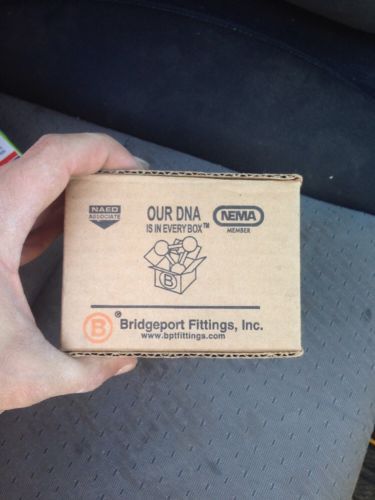 NAED
ASSOCIATE
OUR DNA
IS IN EVERY BOX™
NEMA
MEMBER
B
B® Bridgeport Fittings, Inc.
www.bptfittings.com